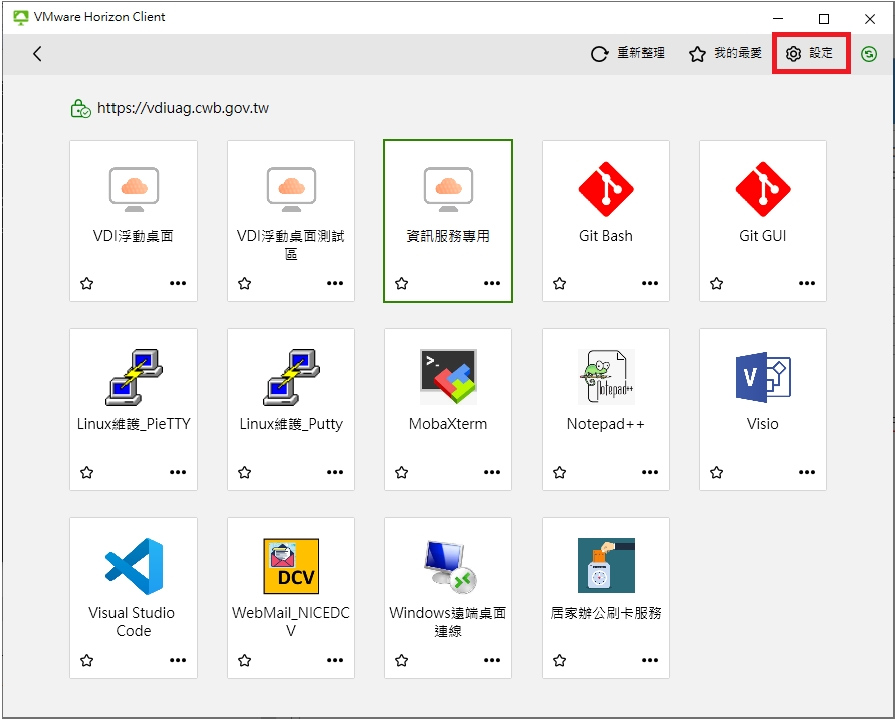 VMware Horizon Client
重新整理
我的最愛
設定
https://vdiuag.cwb.gov.tw
VDI浮動桌面
VDI浮動桌面測試
區
資訊服務專用
Git Bash
Git GUI
Linux維護_PieTTY
Linux維護_Putty
>_
MobaXterm
Notepad++
Notepad++
V
Visio
Visual Studio
Code
DCV
WebMail_NICEDC
V
Windows遠端桌面
連線
居家辦公刷卡服務